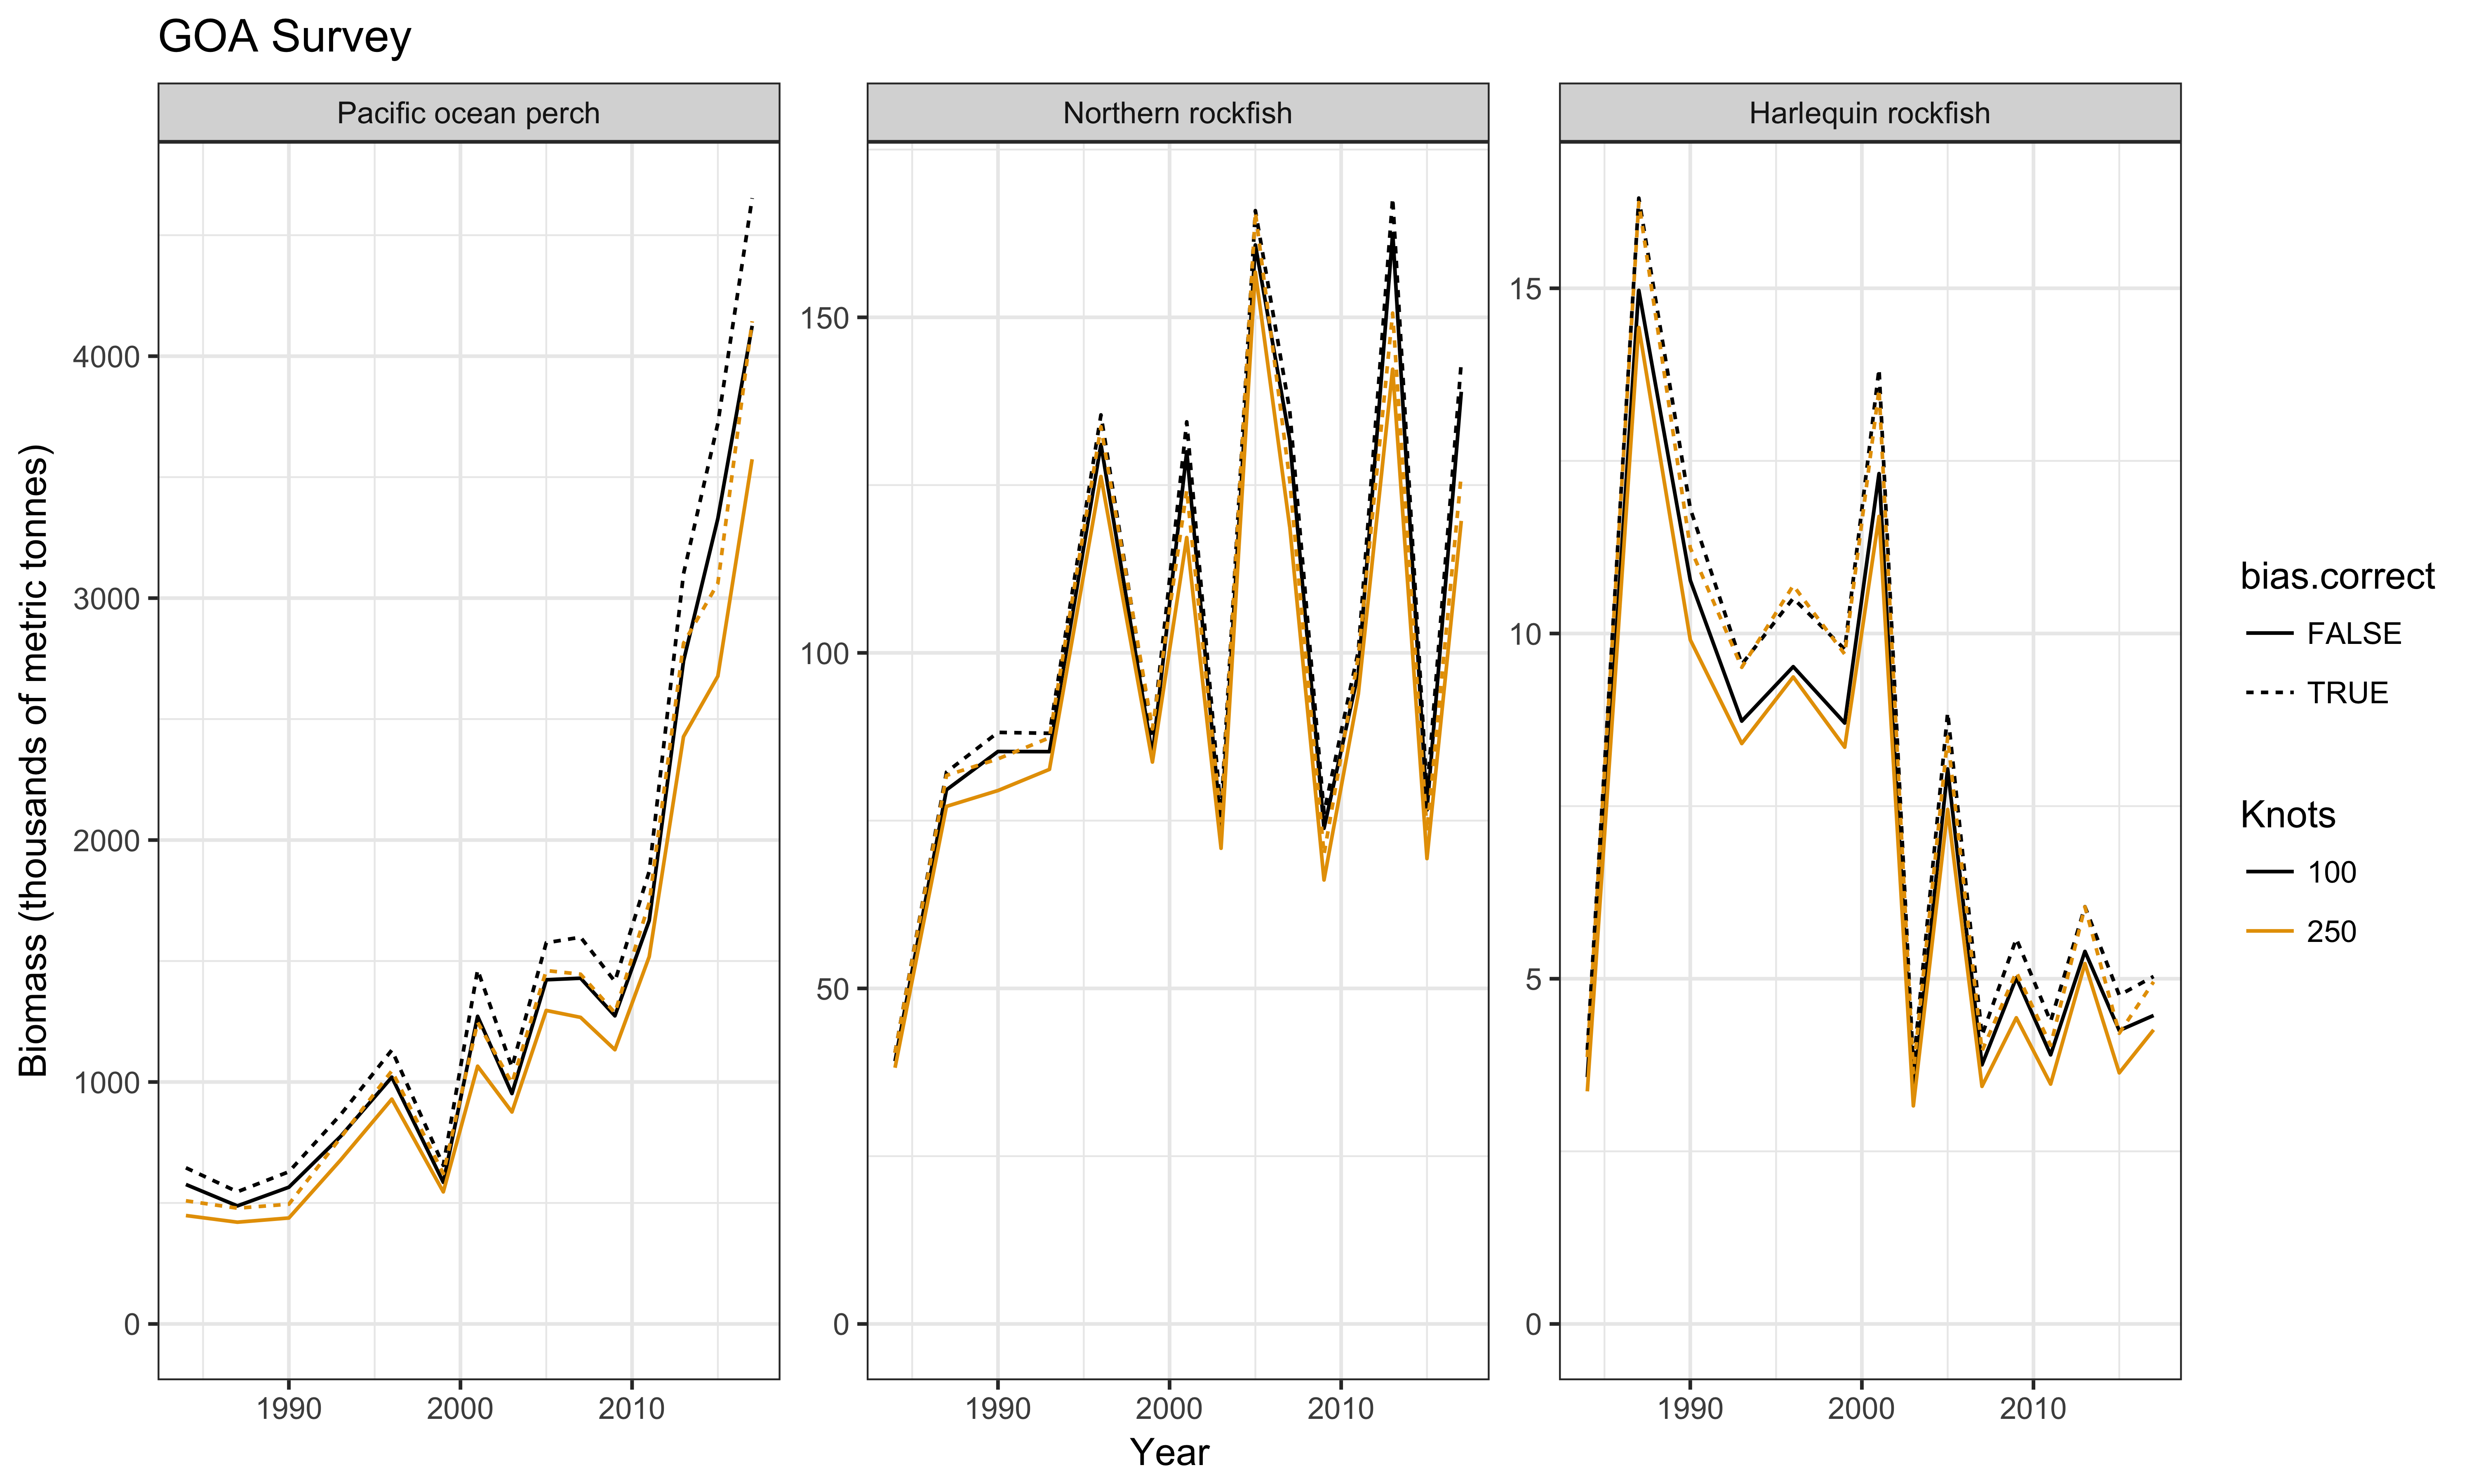 GOA Survey
Pacific ocean perch
Northern rockfish
Harlequin rockfish
Biomass (thousands of metric tonnes)
4000
3000
2000
1000
0
150
100
50
0
15
10
5
0
1990 2000 2010
1990 2000 2010
1990 2000 2010
Year
bias.correct
FALSE
TRUE
Knots
100
250